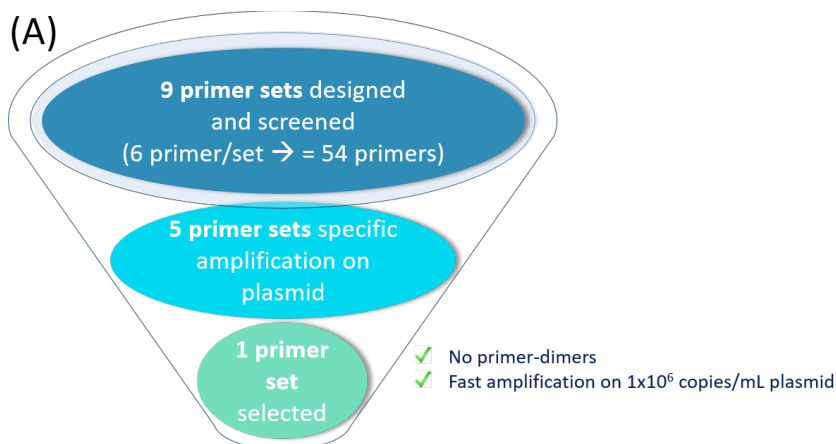 (A)
9 primer sets designed
and screened
(6 primer/set → = 54 primers)
5 primer sets specific
amplification on
plasmid
1 primer
set
selected
No primer-dimers
Fast amplification on 1x10⁶ copies/mL plasmid